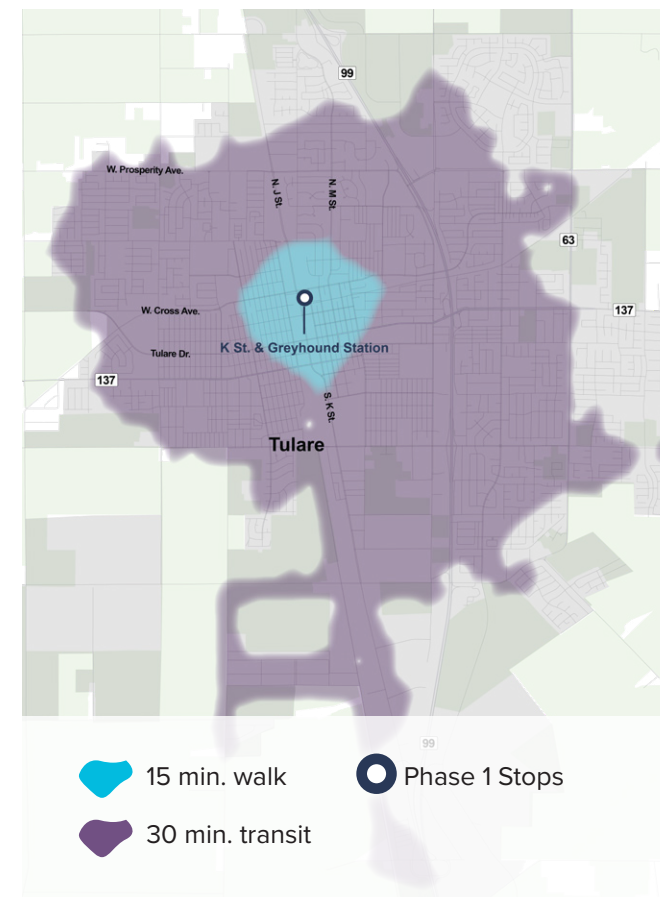 99
W. Prosperity Ave.
N. J St.
N. M St.
63
W. Cross Ave.
137
K St. & Greyhound Station
Tulare Dr.
137
S. K St.
Tulare
99
15 min. walk
Phase 1 Stops
30 min. transit